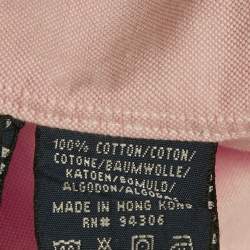 100% COTTON/COTON/
COTONE/BAUMWOLLE/
KATOEN/BOMULD/
ALGODON/ALGODÃO
MADE IN HONG KONG
RN# 94306